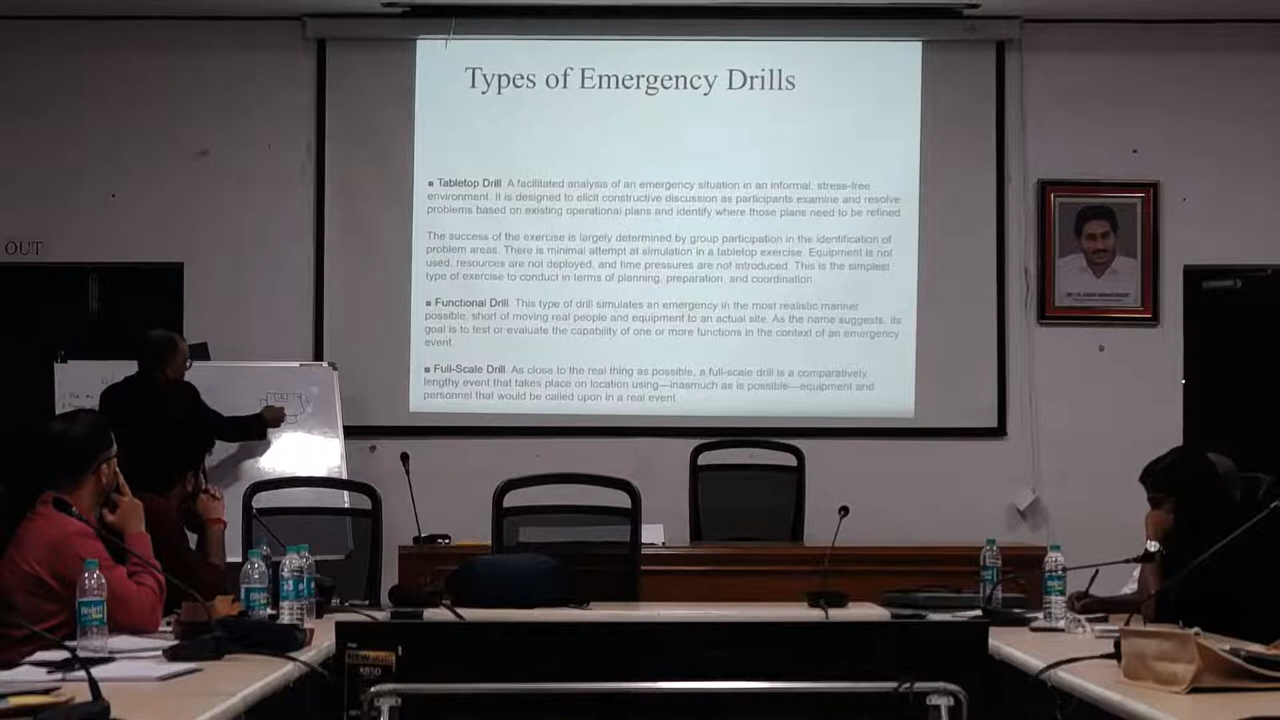 Types of Emergency Drills
■ Tabletop Drill A facilitated analysis of an emergency situation in an informal, stress-free
environment. It is designed to elicit constructive discussion as participants examine and resolve
problems based on existing operational plans and identify where those plans need to be refined
The success of the exercise is largely determined by group participation in the identification of
problem areas. There is minimal attempt at simulation in a tabletop exercise. Equipment is not
used, resources are not deployed, and time pressures are not introduced. This is the simplest
type of exercise to conduct in terms of planning, preparation, and coordination.
■ Functional Drill. This type of drill simulates an emergency in the most realistic manner
possible, short of moving real people and equipment to an actual site. As the name suggests, its
goal is to test or evaluate the capability of one or more functions in the context of an emergency
event.
■ Full-Scale Drill. As close to the real thing as possible, a full-scale drill is a comparatively
lengthy event that takes place on location using—inasmuch as is possible—equipment and
personnel that would be called upon in a real event.
OUT
Bisleri